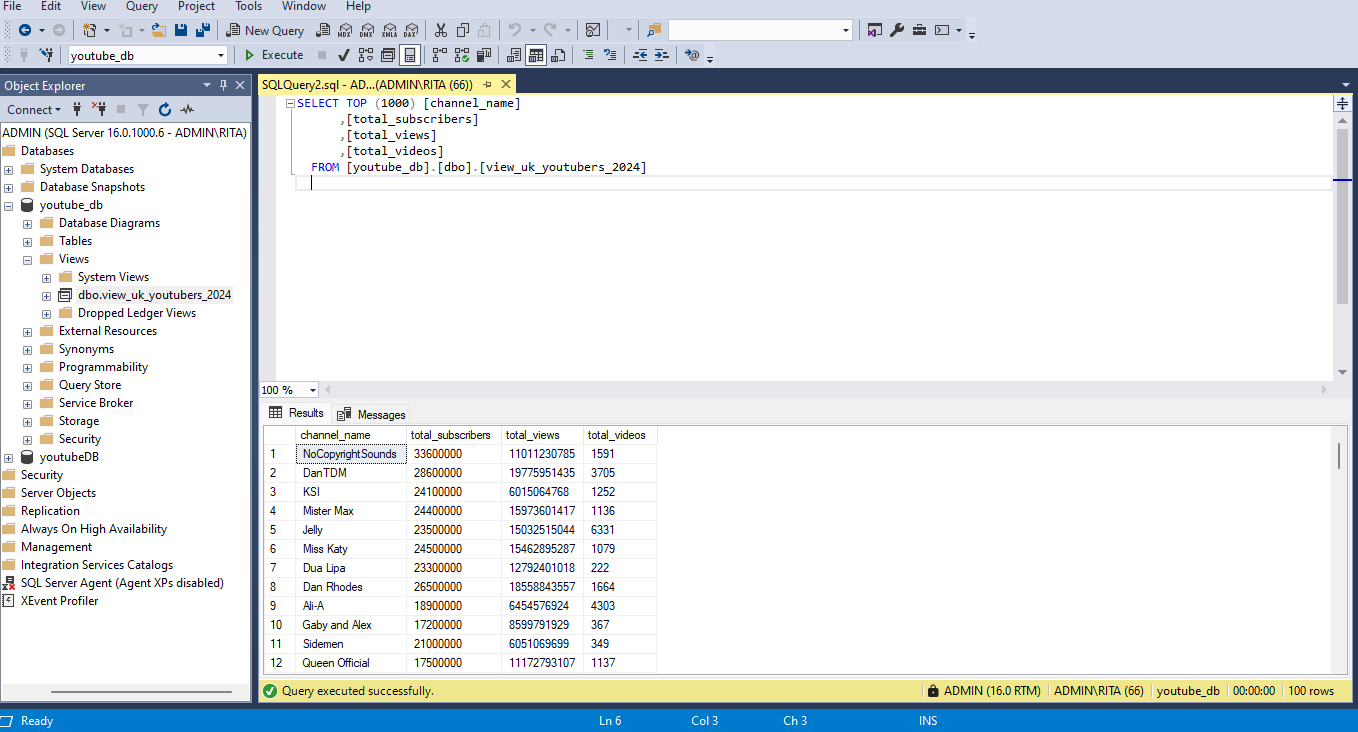 File Edit View Query Project Tools Window Help
New Query MDX DMX XMLA DAX
youtube_db Execute
Object Explorer
Connect
ADMIN (SQL Server 16.0.1000.6 - ADMIN\RITA)
Databases
System Databases
Database Snapshots
youtube_db
Database Diagrams
Tables
Views
System Views
dbo.view_uk_youtubers_2024
Dropped Ledger Views
External Resources
Synonyms
Programmability
Query Store
Service Broker
Storage
Security
youtubeDB
Security
Server Objects
Replication
Always On High Availability
Management
Integration Services Catalogs
SQL Server Agent (Agent XPs disabled)
XEvent Profiler
SQLQuery2.sql - AD...(ADMIN\RITA (66))
SELECT TOP (1000) [channel_name]
,[total_subscribers]
,[total_views]
,[total_videos]
FROM [youtube_db].[dbo].[view_uk_youtubers_2024]
100 %
Results Messages
channel_name total_subscribers total_views total_videos
1 NoCopyrightSounds 33600000 11011230785 1591
2 DanTDM 28600000 19775951435 3705
3 KSI 24100000 6015064768 1252
4 Mister Max 24400000 15973601417 1136
5 Jelly 23500000 15032515044 6331
6 Miss Katy 24500000 15462895287 1079
7 Dua Lipa 23300000 12792401018 222
8 Dan Rhodes 26500000 18558843557 1664
9 Ali-A 18900000 6454576924 4303
10 Gaby and Alex 17200000 8599791929 367
11 Sidemen 21000000 6051069699 349
12 Queen Official 17500000 11172793107 1137
Query executed successfully. ADMIN (16.0 RTM) ADMIN\RITA (66) youtube_db 00:00:00 100 rows
Ready Ln 6 Col 3 Ch 3 INS